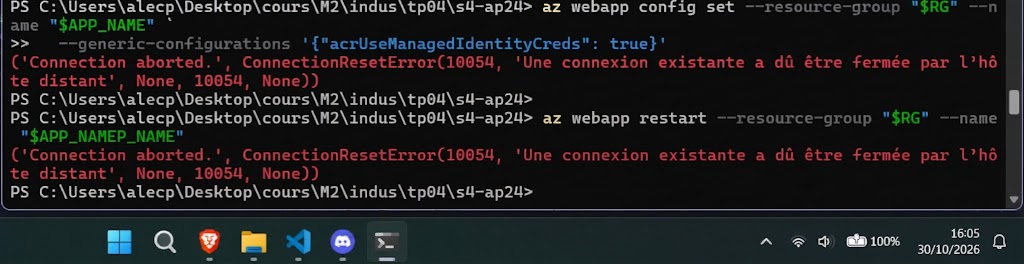 PS C:\Users\alecp\Desktop\cours\M2\indus\tp04\s4-ap24> az webapp config set --resource-group "$RG" --n
ame "$APP_NAME" `
>>   --generic-configurations '{"acrUseManagedIdentityCreds": true}'
('Connection aborted.', ConnectionResetError(10054, 'Une connexion existante a dû être fermée par l’hô
te distant', None, 10054, None))
PS C:\Users\alecp\Desktop\cours\M2\indus\tp04\s4-ap24>
PS C:\Users\alecp\Desktop\cours\M2\indus\tp04\s4-ap24> az webapp restart --resource-group "$RG" --name
 "$APP_NAMEP_NAME"
('Connection aborted.', ConnectionResetError(10054, 'Une connexion existante a dû être fermée par l’hô
te distant', None, 10054, None))
PS C:\Users\alecp\Desktop\cours\M2\indus\tp04\s4-ap24>
100%
16:05
30/10/2026